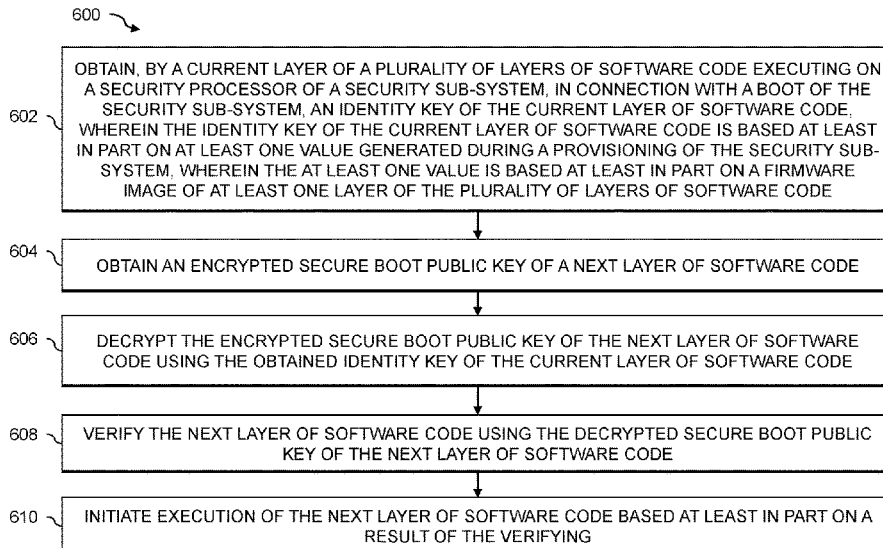 600
602
OBTAIN, BY A CURRENT LAYER OF A PLURALITY OF LAYERS OF SOFTWARE CODE EXECUTING ON
A SECURITY PROCESSOR OF A SECURITY SUB-SYSTEM, IN CONNECTION WITH A BOOT OF THE
SECURITY SUB-SYSTEM, AN IDENTITY KEY OF THE CURRENT LAYER OF SOFTWARE CODE,
WHEREIN THE IDENTITY KEY OF THE CURRENT LAYER OF SOFTWARE CODE IS BASED AT LEAST
IN PART ON AT LEAST ONE VALUE GENERATED DURING A PROVISIONING OF THE SECURITY SUB-
SYSTEM, WHEREIN THE AT LEAST ONE VALUE IS BASED AT LEAST IN PART ON A FIRMWARE
IMAGE OF AT LEAST ONE LAYER OF THE PLURALITY OF LAYERS OF SOFTWARE CODE
604
OBTAIN AN ENCRYPTED SECURE BOOT PUBLIC KEY OF A NEXT LAYER OF SOFTWARE CODE
606
DECRYPT THE ENCRYPTED SECURE BOOT PUBLIC KEY OF THE NEXT LAYER OF SOFTWARE
CODE USING THE OBTAINED IDENTITY KEY OF THE CURRENT LAYER OF SOFTWARE CODE
608
VERIFY THE NEXT LAYER OF SOFTWARE CODE USING THE DECRYPTED SECURE BOOT PUBLIC
KEY OF THE NEXT LAYER OF SOFTWARE CODE
610
INITIATE EXECUTION OF THE NEXT LAYER OF SOFTWARE CODE BASED AT LEAST IN PART ON A
RESULT OF THE VERIFYING